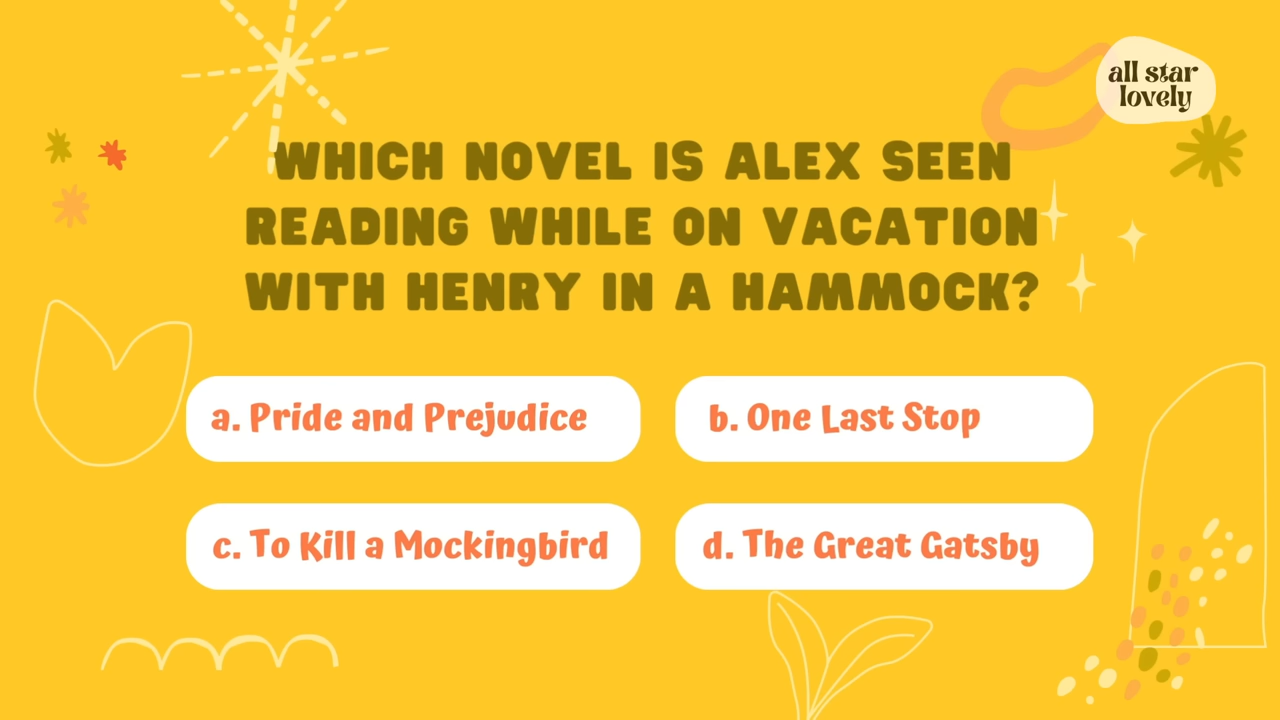 all star
lovely
WHICH NOVEL IS ALEX SEEN
READING WHILE ON VACATION
WITH HENRY IN A HAMMOCK?
a. Pride and Prejudice
b. One Last Stop
c. To Kill a Mockingbird
d. The Great Gatsby